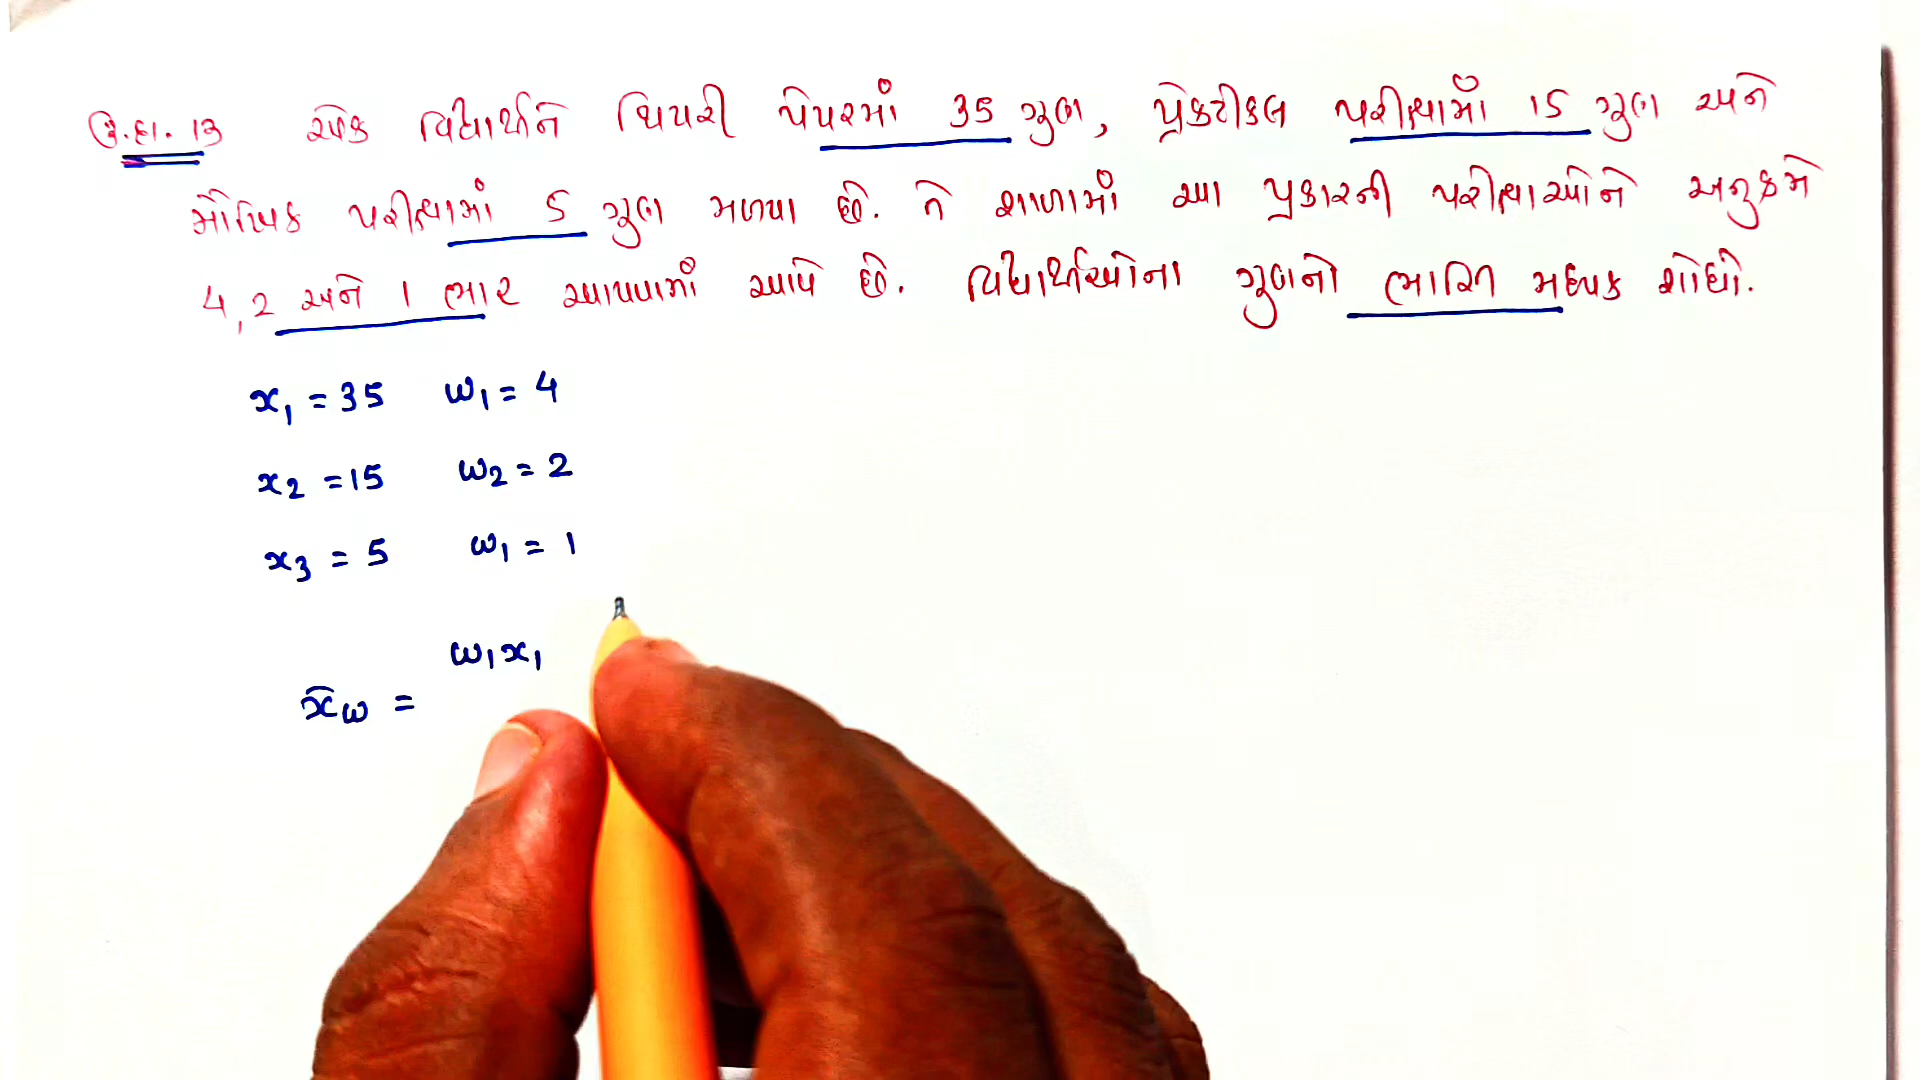 ઉ.દા. 13 એક વિદ્યાર્થીને થિયરી પેપરમાં 35 ગુણ, પ્રેક્ટીકલ પરીક્ષામાં 15 ગુણ અને
મૌખિક પરીક્ષામાં 5 ગુણ મળ્યા છે. તે શાળામાં આ પ્રકારની પરીક્ષાઓને અનુક્રમે
4, 2 અને 1 ભાર આપવામાં આવે છે. વિદ્યાર્થીઓના ગુણનો ભારિત મધ્યક શોધો.
x₁ = 35 w₁ = 4
x₂ = 15 w₂ = 2
x₃ = 5 w₁ = 1
w₁x₁
x̄w =